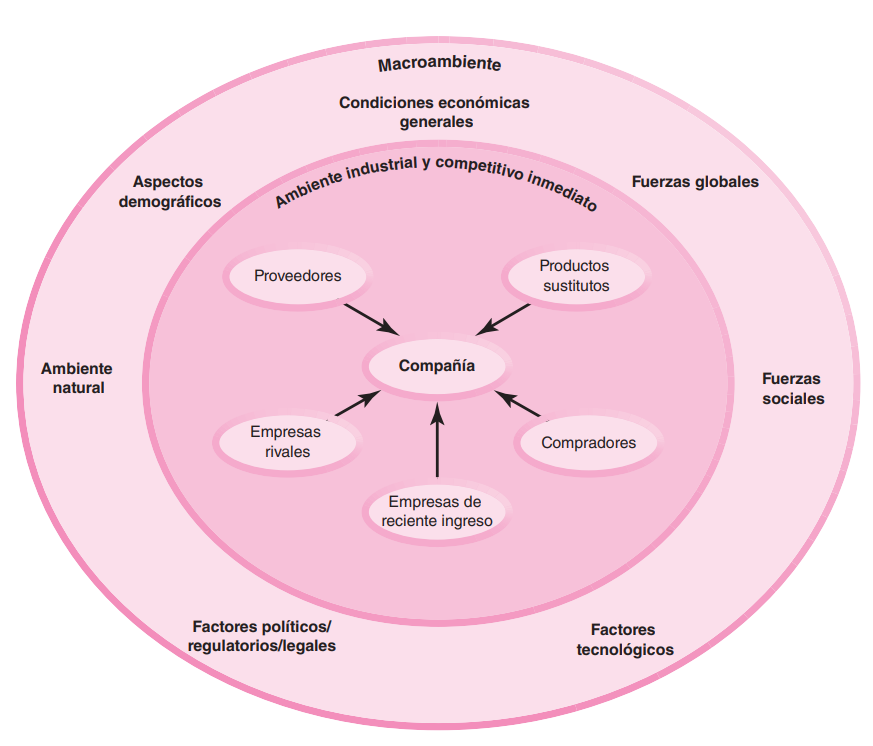 Macroambiente
Condiciones económicas
generales
Aspectos
demográficos
Fuerzas globales
Ambiente industrial y competitivo inmediato
Proveedores
Productos
sustitutos
Ambiente
natural
Compañía
Fuerzas
sociales
Empresas
rivales
Compradores
Empresas de
reciente ingreso
Factores políticos/
regulatorios/legales
Factores
tecnológicos